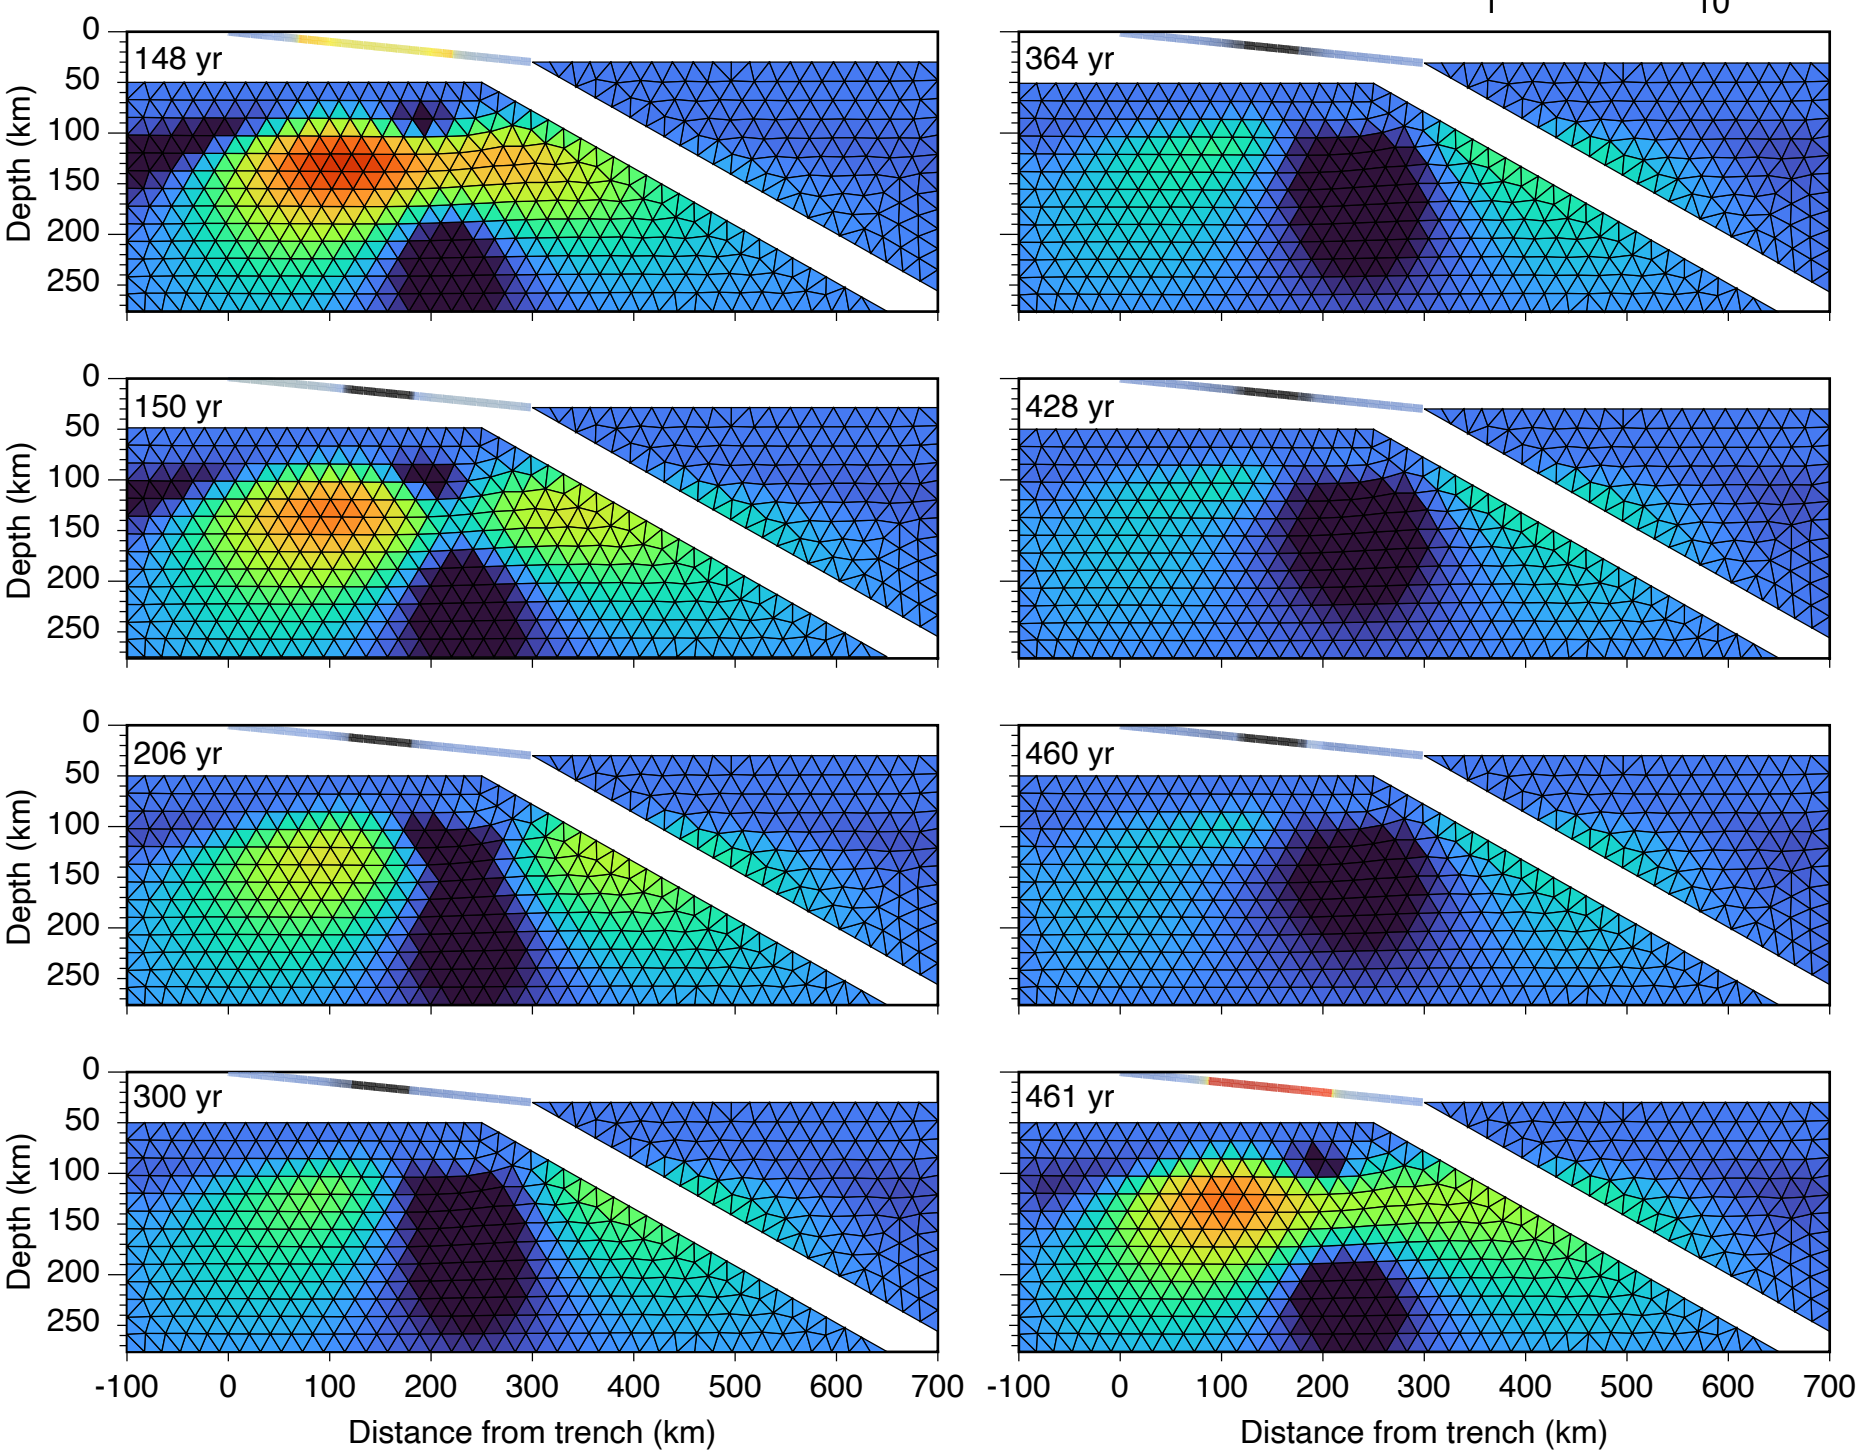 1 10
0
50
100
150
200
250
Depth (km)
148 yr
364 yr
0
50
100
150
200
250
Depth (km)
150 yr
428 yr
0
50
100
150
200
250
Depth (km)
206 yr
460 yr
0
50
100
150
200
250
Depth (km)
300 yr
461 yr
-100 0 100 200 300 400 500 600 700
-100 0 100 200 300 400 500 600 700
Distance from trench (km)
Distance from trench (km)